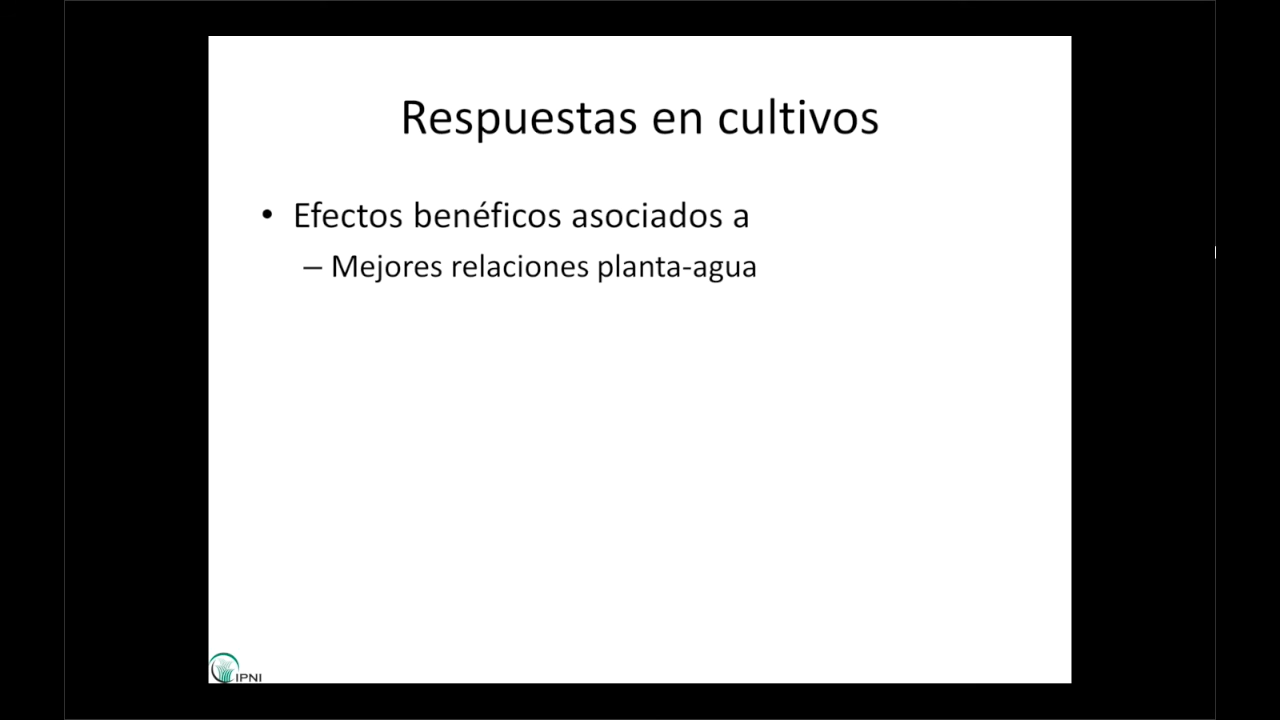 Respuestas en cultivos
• Efectos benéficos asociados a
– Mejores relaciones planta-agua
IPNI